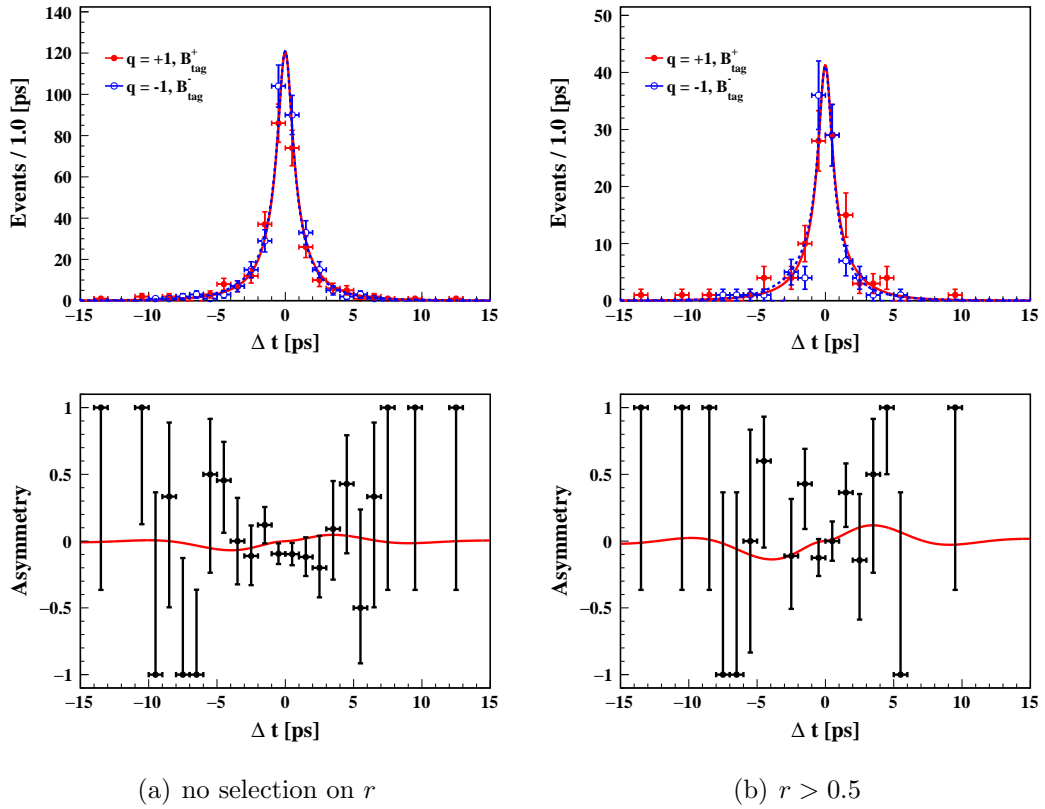 Events / 1.0 [ps]
140
120
100
80
60
40
20
0
q = +1, B⁺tag
q = -1, B⁻tag
−15 −10 −5 0 5 10 15
Δ t [ps]
Events / 1.0 [ps]
50
40
30
20
10
0
q = +1, B⁺tag
q = -1, B⁻tag
−15 −10 −5 0 5 10 15
Δ t [ps]
Asymmetry
1
0.5
0
−0.5
−1
−15 −10 −5 0 5 10 15
Δ t [ps]
Asymmetry
1
0.5
0
−0.5
−1
−15 −10 −5 0 5 10 15
Δ t [ps]
(a) no selection on r
(b) r > 0.5